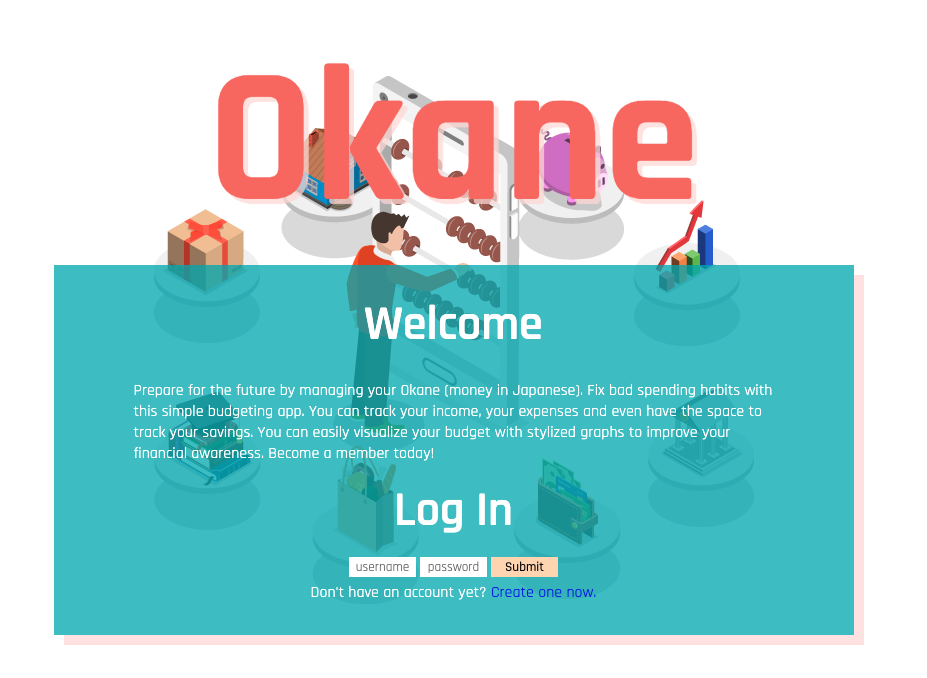 Okane
Welcome
Prepare for the future by managing your Okane (money in Japanese). Fix bad spending habits with
this simple budgeting app. You can track your income, your expenses and even have the space to
track your savings. You can easily visualize your budget with stylized graphs to improve your
financial awareness. Become a member today!
Log In
username password Submit
Don't have an account yet? Create one now.